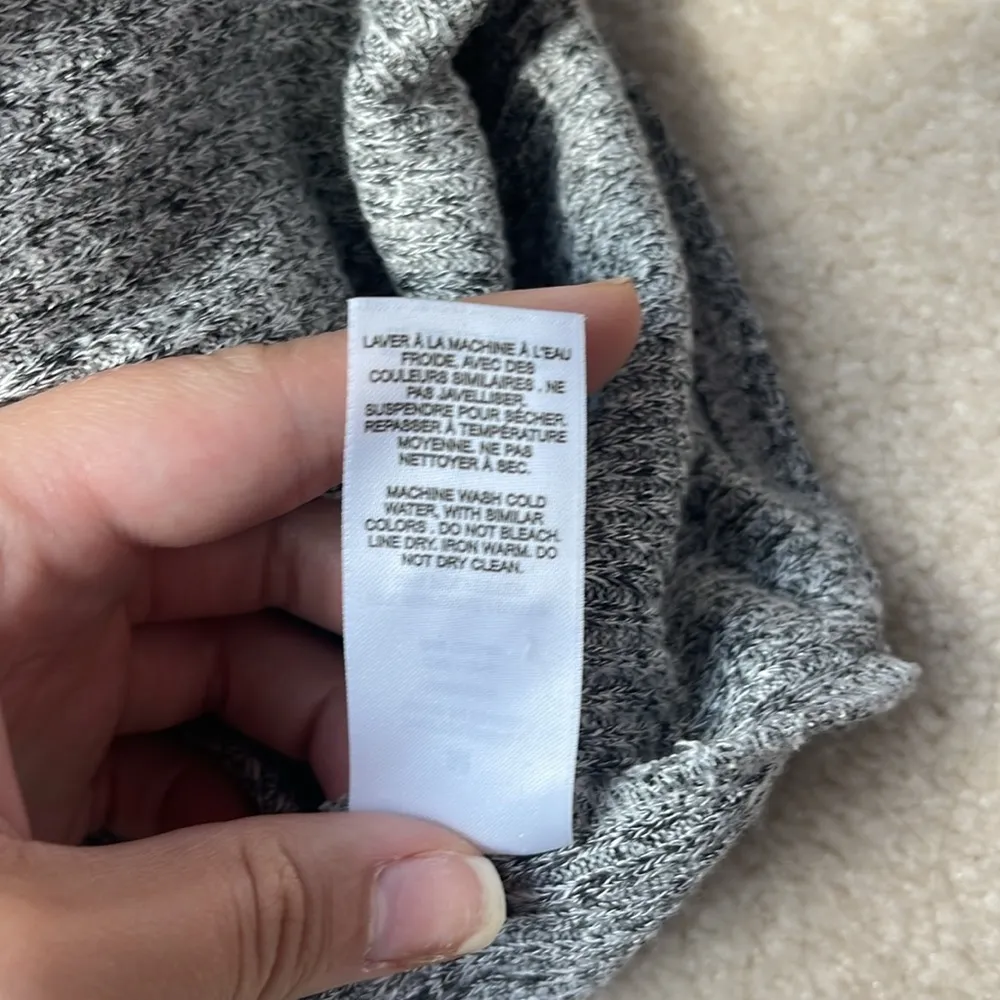 LAVER À LA MACHINE À L'EAU
FROIDE, AVEC DES
COULEURS SIMILAIRES . NE
PAS JAVELLISER.
SUSPENDRE POUR SÉCHER.
REPASSER À TEMPÉRATURE
MOYENNE. NE PAS
NETTOYER À SEC.
MACHINE WASH COLD
WATER, WITH SIMILAR
COLORS . DO NOT BLEACH.
LINE DRY. IRON WARM. DO
NOT DRY CLEAN.